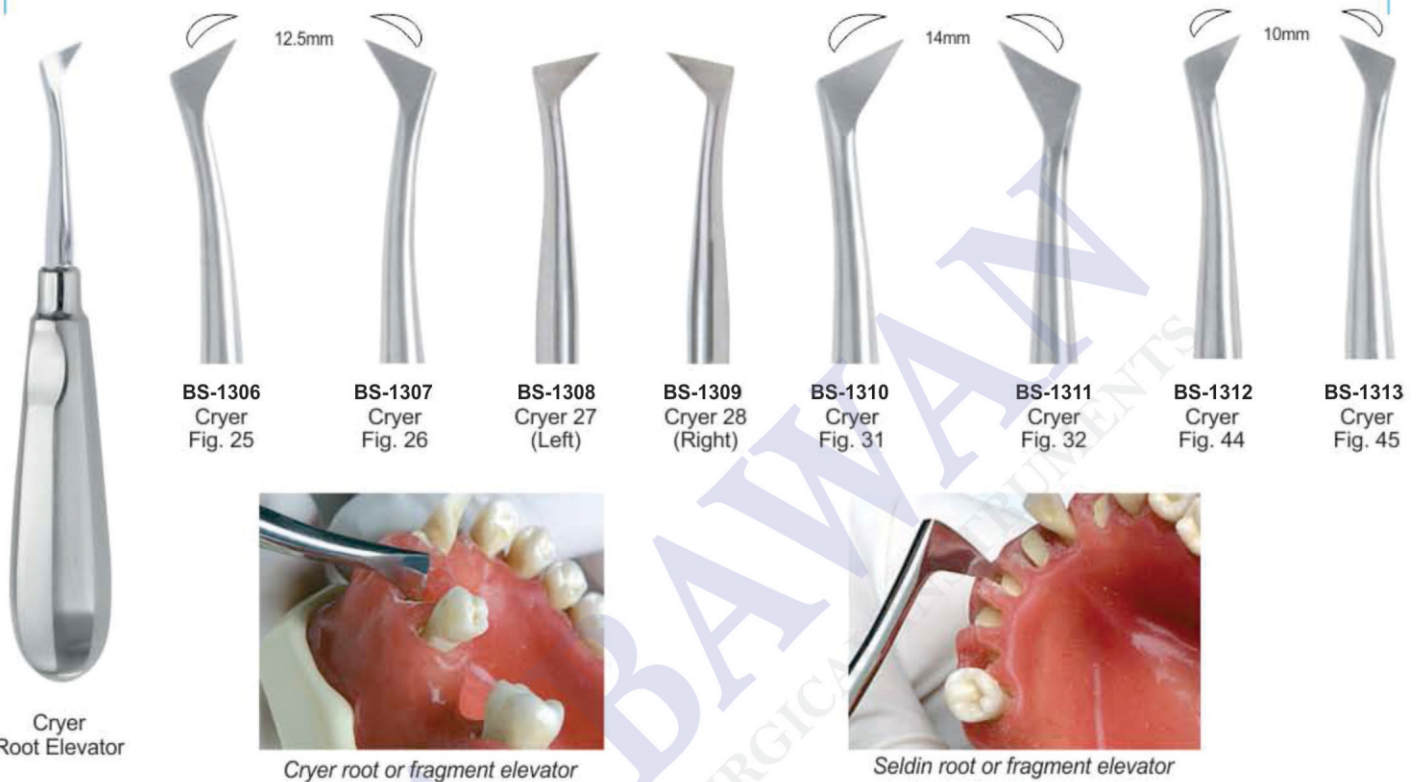 12.5mm
14mm
10mm
BS-1306
Cryer
Fig. 25
BS-1307
Cryer
Fig. 26
BS-1308
Cryer 27
(Left)
BS-1309
Cryer 28
(Right)
BS-1310
Cryer
Fig. 31
BS-1311
Cryer
Fig. 32
BS-1312
Cryer
Fig. 44
BS-1313
Cryer
Fig. 45
Cryer
Root Elevator
Cryer root or fragment elevator
Seldin root or fragment elevator
BAWAN
SURGICAL INSTRUMENTS